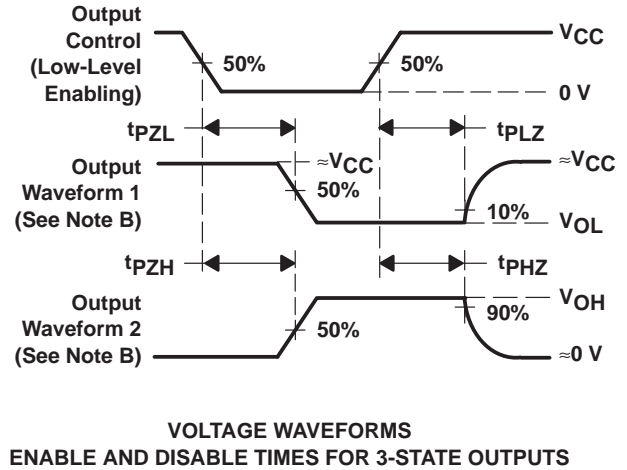 Output
Control
(Low-Level
Enabling)
VCC
50%
50%
0 V
tPZL
tPLZ
Output
Waveform 1
(See Note B)
≈VCC
50%
≈VCC
10%
VOL
tPZH
tPHZ
Output
Waveform 2
(See Note B)
50%
VOH
90%
≈0 V
VOLTAGE WAVEFORMS
ENABLE AND DISABLE TIMES FOR 3-STATE OUTPUTS